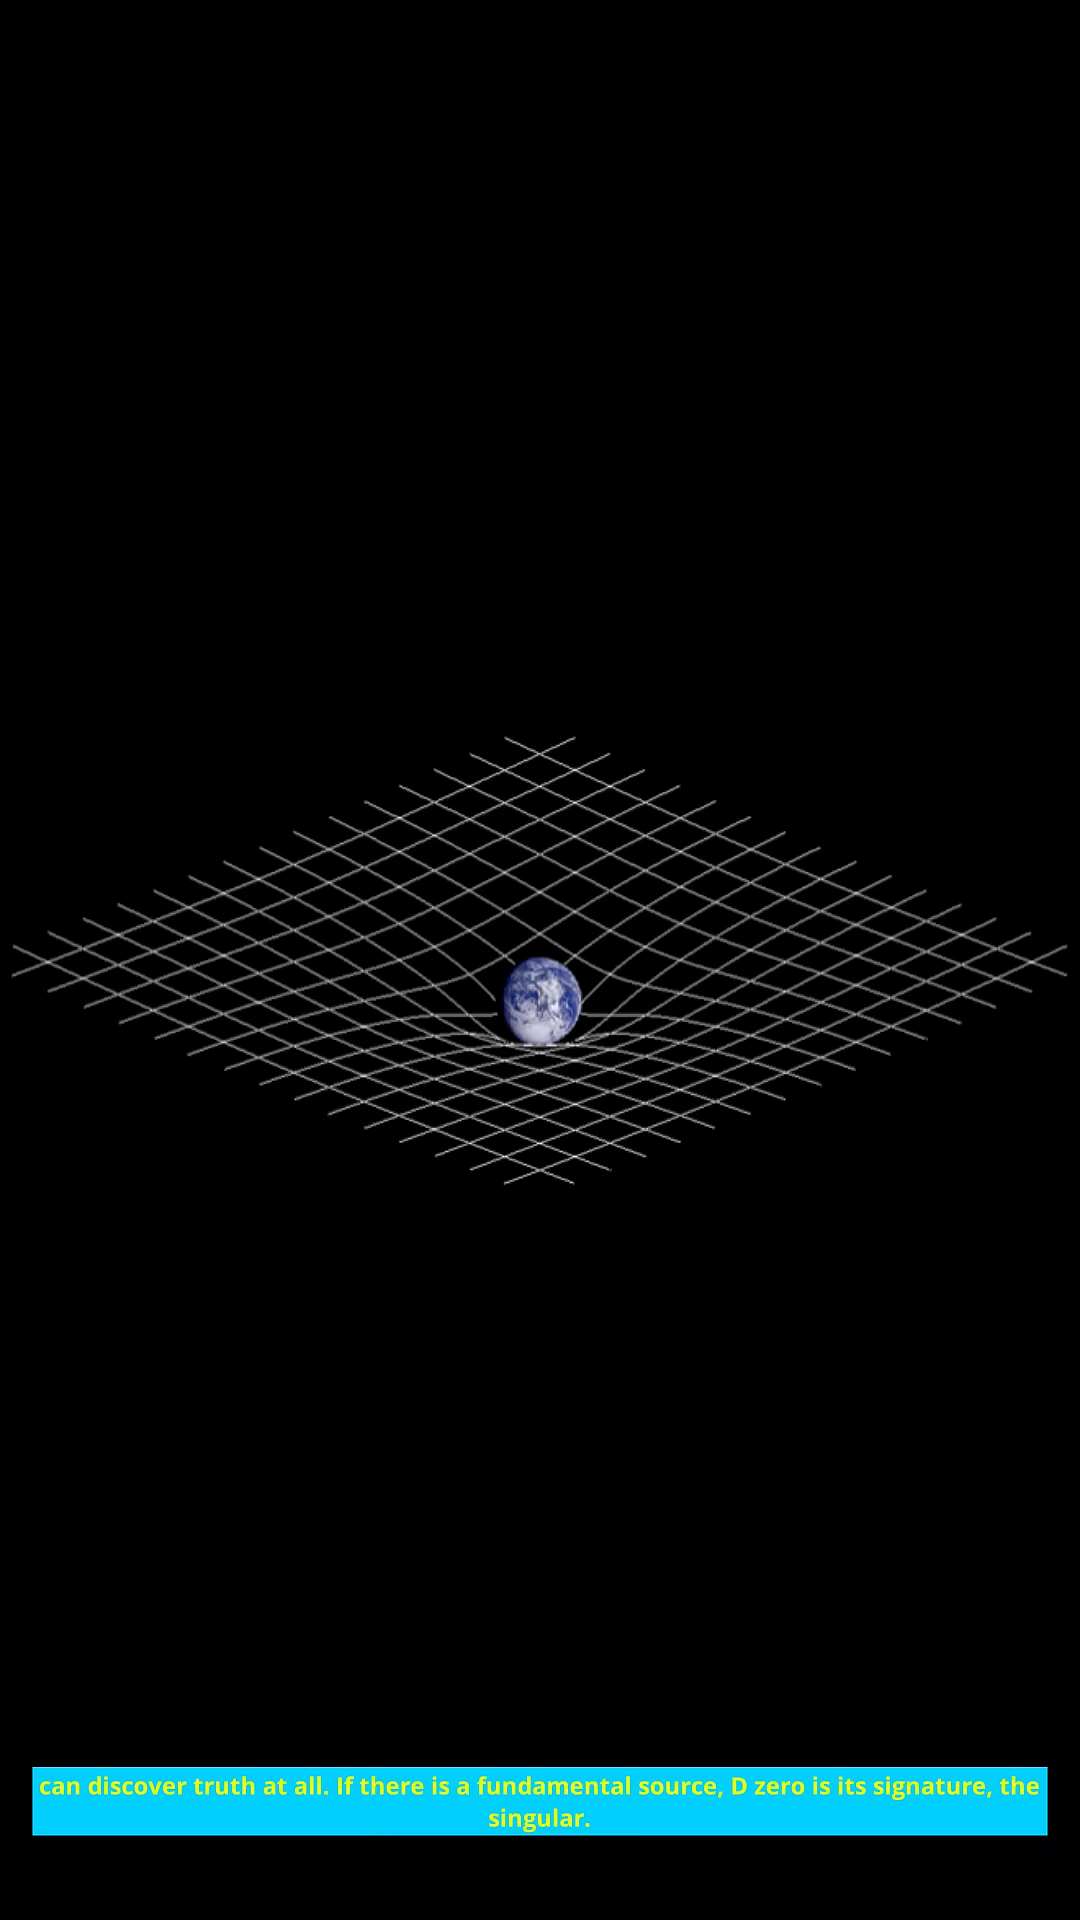 can discover truth at all. If there is a fundamental source, D zero is its signature, the
singular.